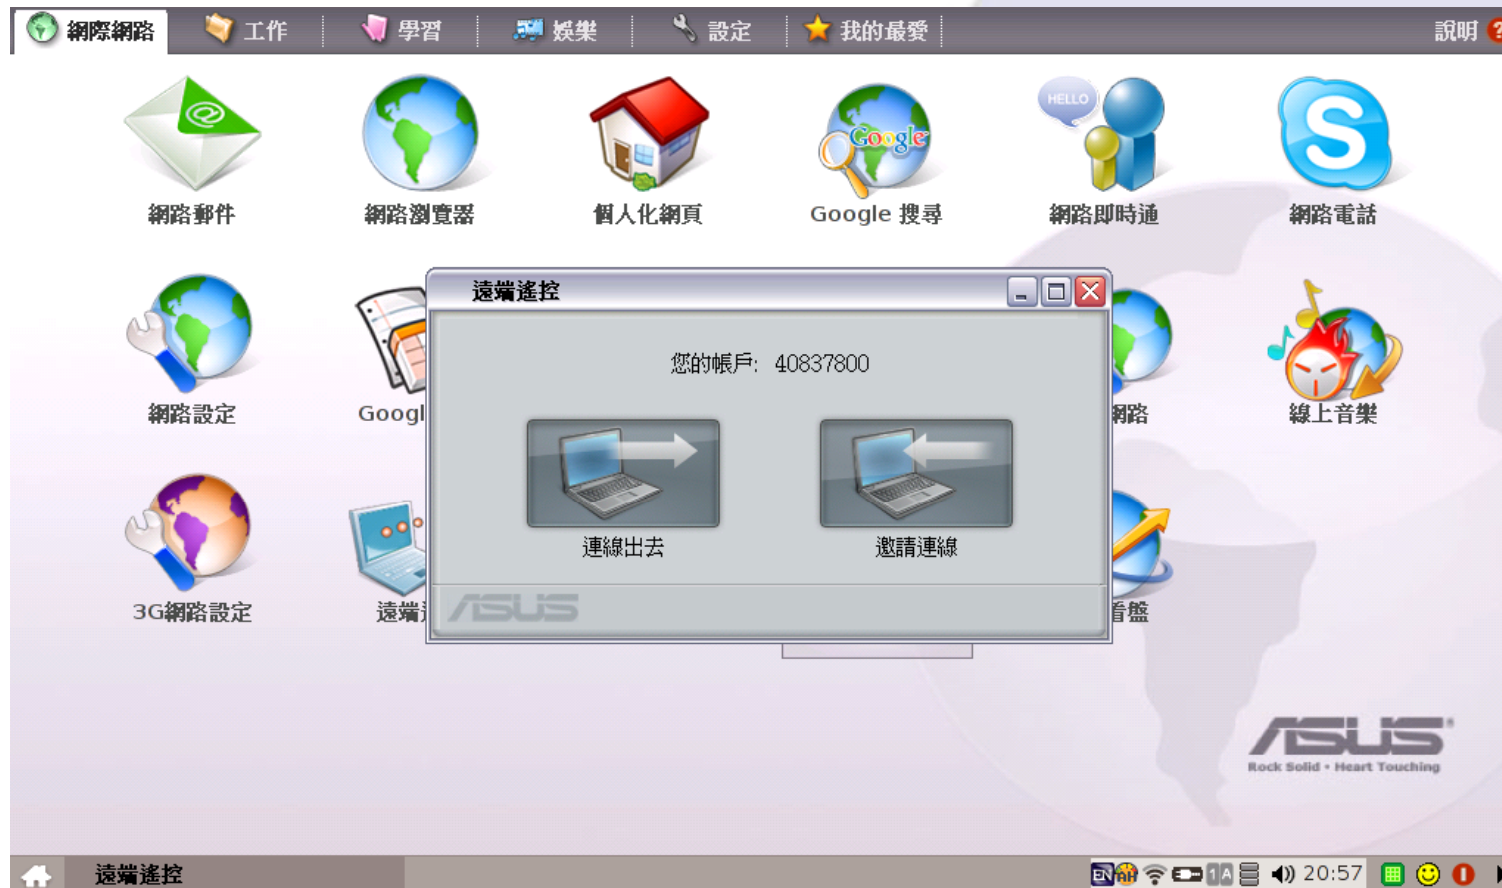 網際網路
工作
學習
娛樂
設定
我的最愛
說明
@
Google
HELLO
S
網路郵件
網路瀏覽器
個人化網頁
Google 搜尋
網路即時通
網路電話
遠端遙控
您的帳戶: 40837800
網路設定
Googl
網路
線上音樂
連線出去
邀請連線
3G網路設定
遠端
看盤
ASUS
ASUS
Rock Solid • Heart Touching
遠端遙控
EN
1A
20:57